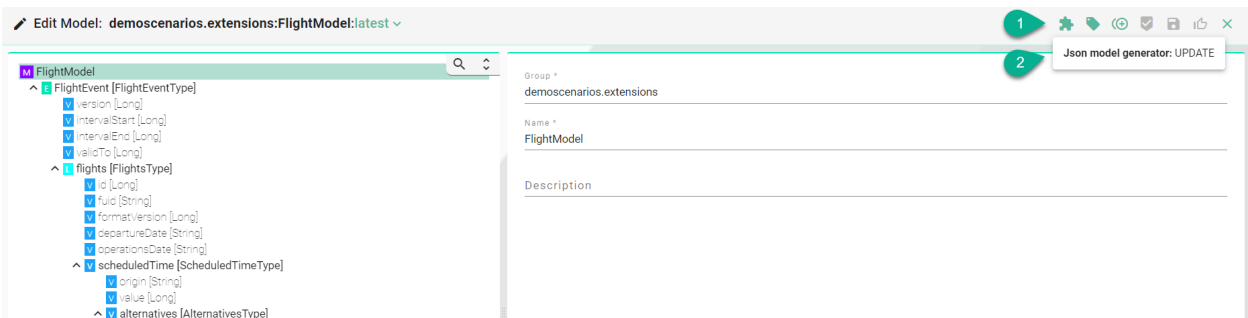 Edit Model: demoscenarios.extensions:FlightModel:latest
1
Json model generator: UPDATE
2
M FlightModel
E FlightEvent [FlightEventType]
V version [Long]
V intervalStart [Long]
V intervalEnd [Long]
V validTo [Long]
E flights [FlightsType]
V id [Long]
V fuid [String]
V formatVersion [Long]
V departureDate [String]
V operationsDate [String]
V scheduledTime [ScheduledTimeType]
V origin [String]
V value [Long]
V alternatives [AlternativesType]
Group *
demoscenarios.extensions
Name *
FlightModel
Description